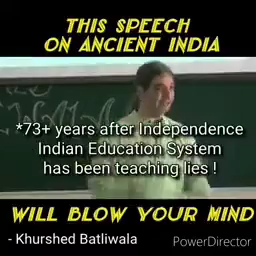 THIS SPEECH
ON ANCIENT INDIA
*73+ years after Independence
Indian Education System
has been teaching lies !
WILL BLOW YOUR MIND
- Khurshed Batliwala
PowerDirector